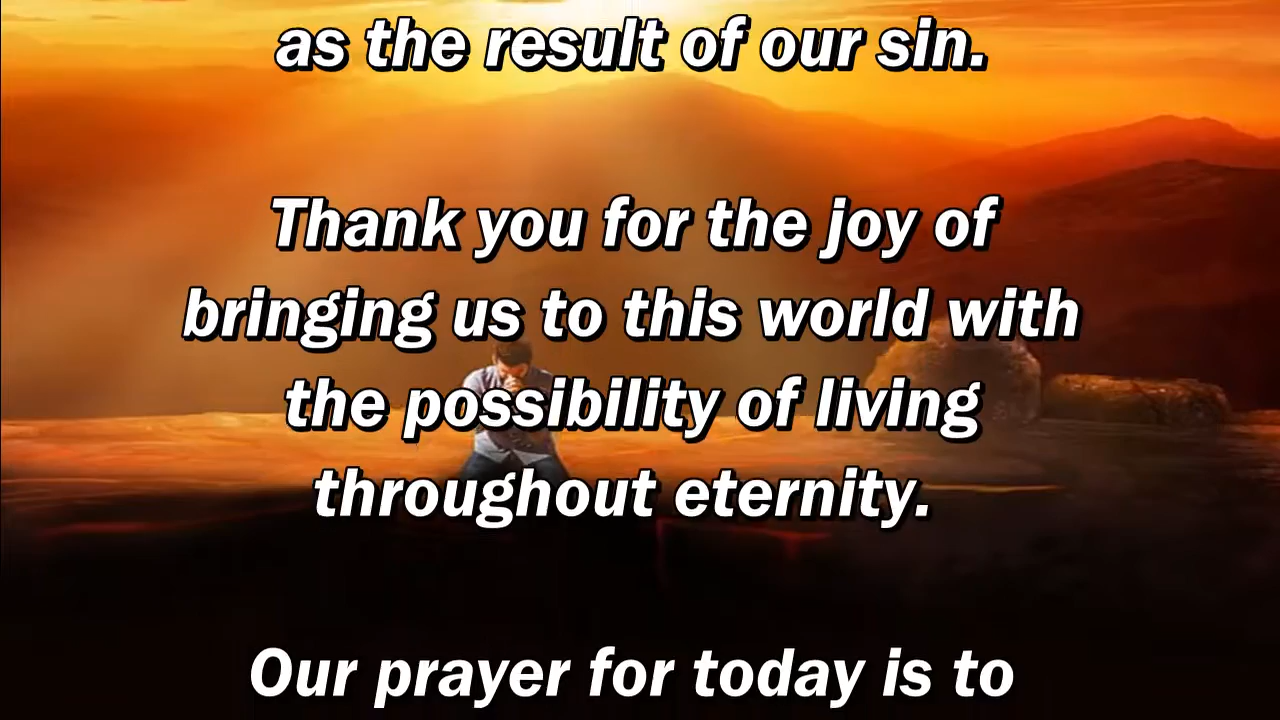 as the result of our sin.
Thank you for the joy of
bringing us to this world with
the possibility of living
throughout eternity.
Our prayer for today is to